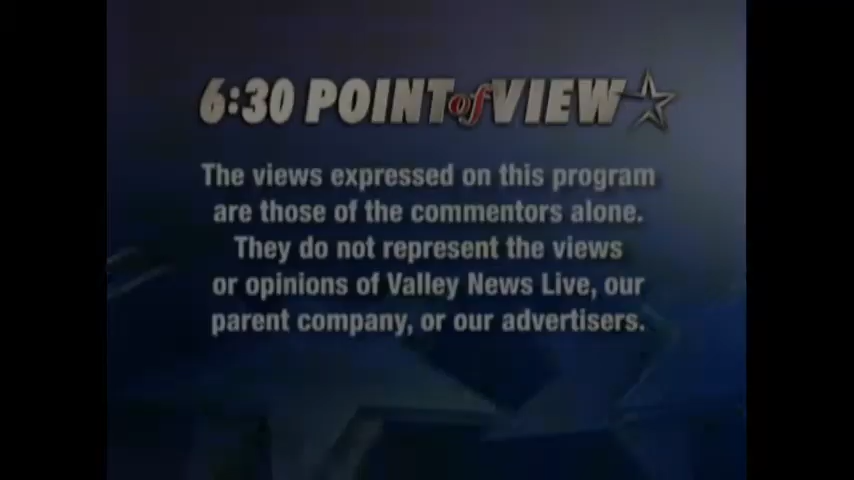 6:30 POINT of VIEW
The views expressed on this program
are those of the commentors alone.
They do not represent the views
or opinions of Valley News Live, our
parent company, or our advertisers.